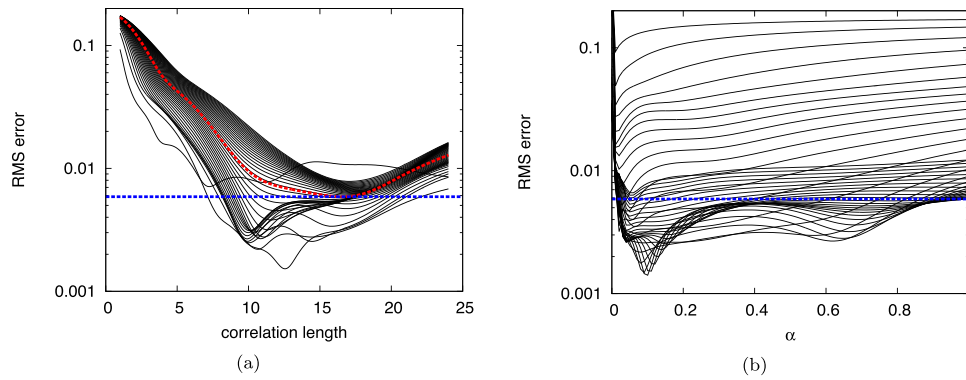 0.1
0.01
0.001
RMS error
0 5 10 15 20 25
correlation length
(a)
0.1
0.01
0.001
RMS error
0.0 0.2 0.4 0.6 0.8
α
(b)